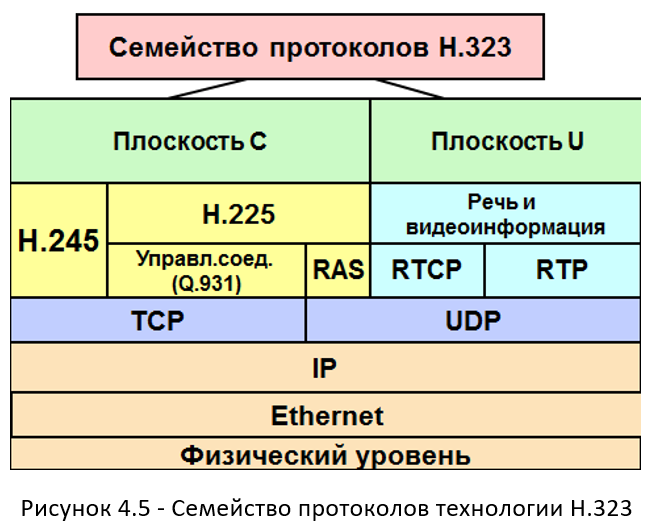 Семейство протоколов Н.323
Плоскость С
Плоскость U
Н.245
Н.225
Речь и
видеоинформация
Управл.соед.
(Q.931)
RAS
RTCP
RTP
TCP
UDP
IP
Ethernet
Физический уровень
Рисунок 4.5 - Семейство протоколов технологии Н.323